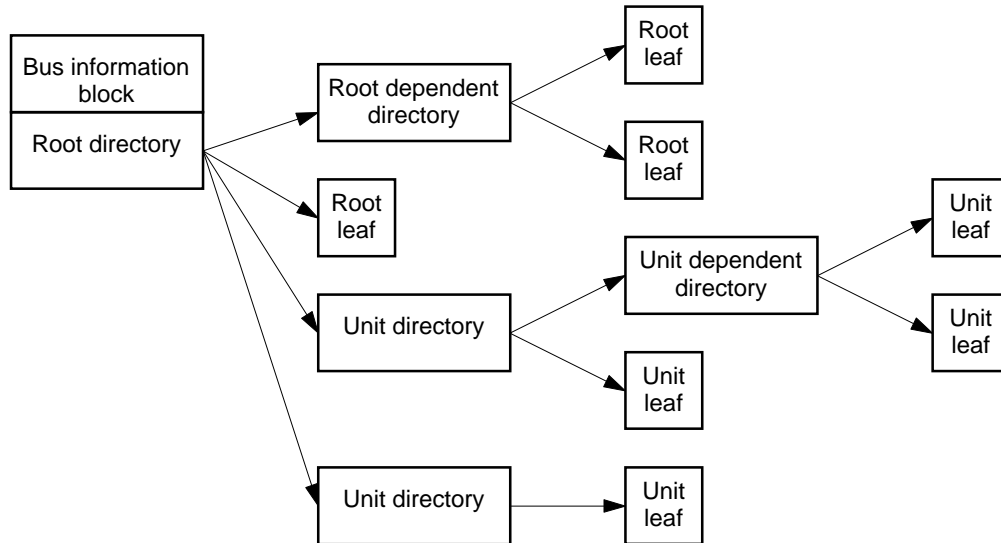 Bus information
block
Root directory
Root dependent
directory
Root
leaf
Root
leaf
Root
leaf
Unit directory
Unit dependent
directory
Unit
leaf
Unit
leaf
Unit
leaf
Unit directory
Unit
leaf